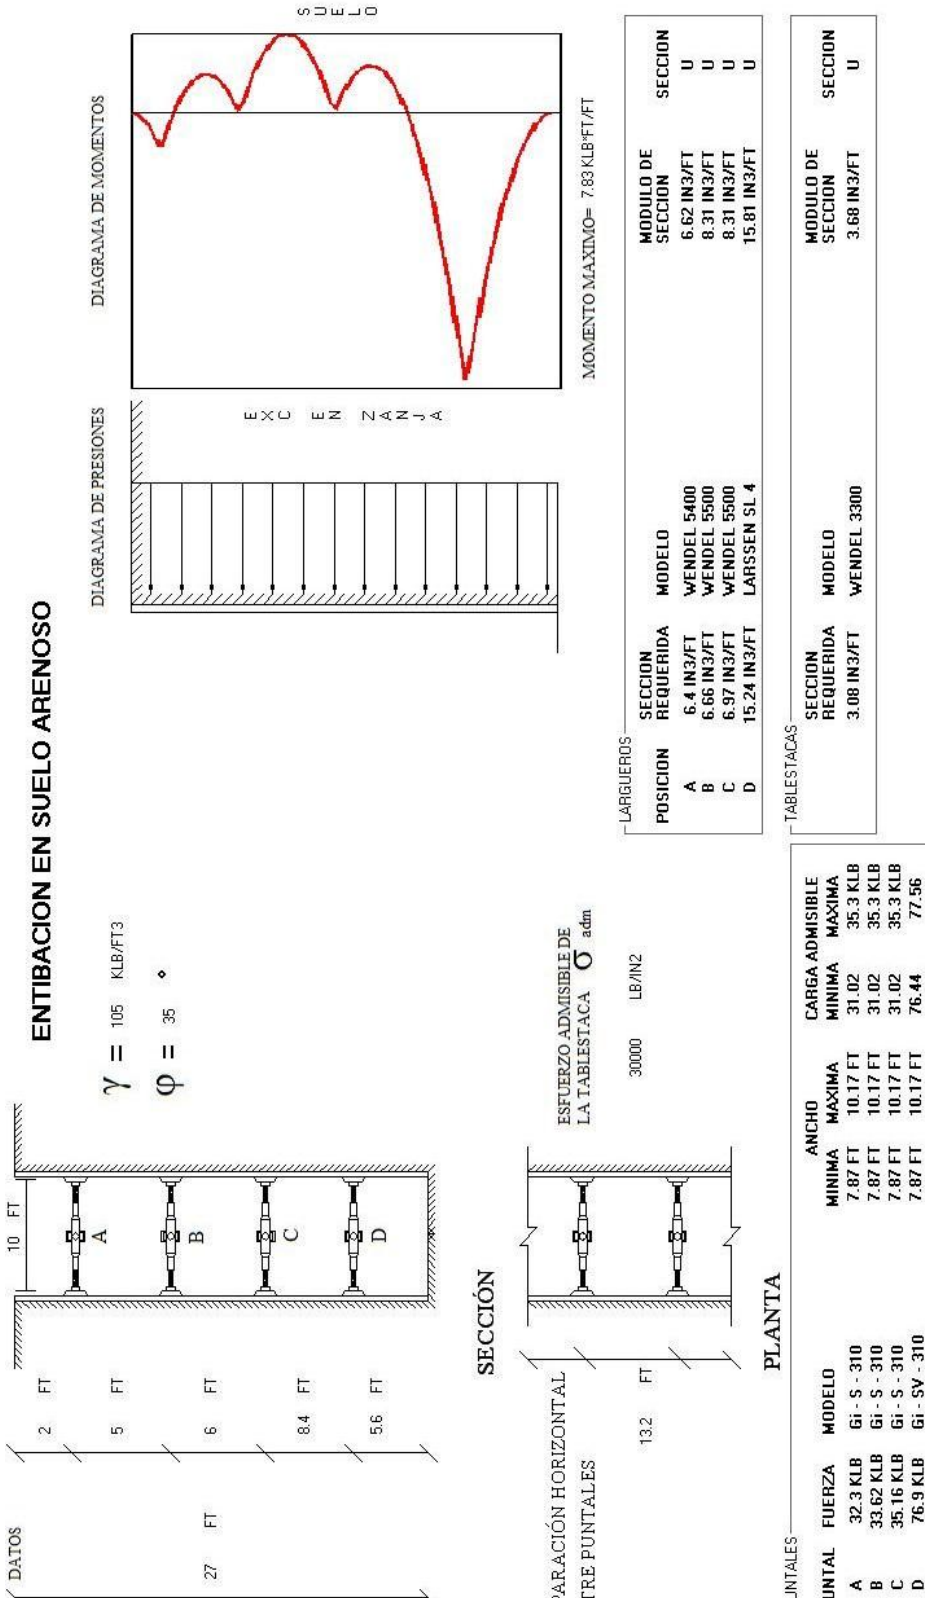 ENTIBACION EN SUELO ARENOSO
DATOS
10 FT
2 FT
5 FT
6 FT
8.4 FT
5.6 FT
27 FT
A
B
C
D
γ = 105 KLB/FT3
φ = 35 °
DIAGRAMA DE PRESIONES
DIAGRAMA DE MOMENTOS
EXC EN ZANJA
SUELO
MOMENTO MAXIMO= 7.83 KLB*FT/FT
SECCIÓN
PARACIÓN HORIZONTAL
TRE PUNTALES
13.2 FT
PLANTA
ESFUERZO ADMISIBLE DE
LA TABLESTACA σ adm
30000 LB/IN2
LARGUEROS
POSICION SECCION REQUERIDA MODELO MODULO DE SECCION SECCION
A 6.4 IN3/FT WENDEL 5400 6.62 IN3/FT U
B 6.66 IN3/FT WENDEL 5500 8.31 IN3/FT U
C 6.97 IN3/FT WENDEL 5500 8.31 IN3/FT U
D 15.24 IN3/FT LARSSEN SL 4 15.81 IN3/FT U
TABLESTACAS
SECCION REQUERIDA MODELO MODULO DE SECCION SECCION
3.08 IN3/FT WENDEL 3300 3.68 IN3/FT U
UNTALES
ANCHO CARGA ADMISIBLE
UNTAL FUERZA MODELO MINIMA MAXIMA MINIMA MAXIMA
A 32.3 KLB Gi - S - 310 7.87 FT 10.17 FT 31.02 35.3 KLB
B 33.62 KLB Gi - S - 310 7.87 FT 10.17 FT 31.02 35.3 KLB
C 35.16 KLB Gi - S - 310 7.87 FT 10.17 FT 31.02 35.3 KLB
D 76.9 KLB Gi - SV - 310 7.87 FT 10.17 FT 76.44 77.56